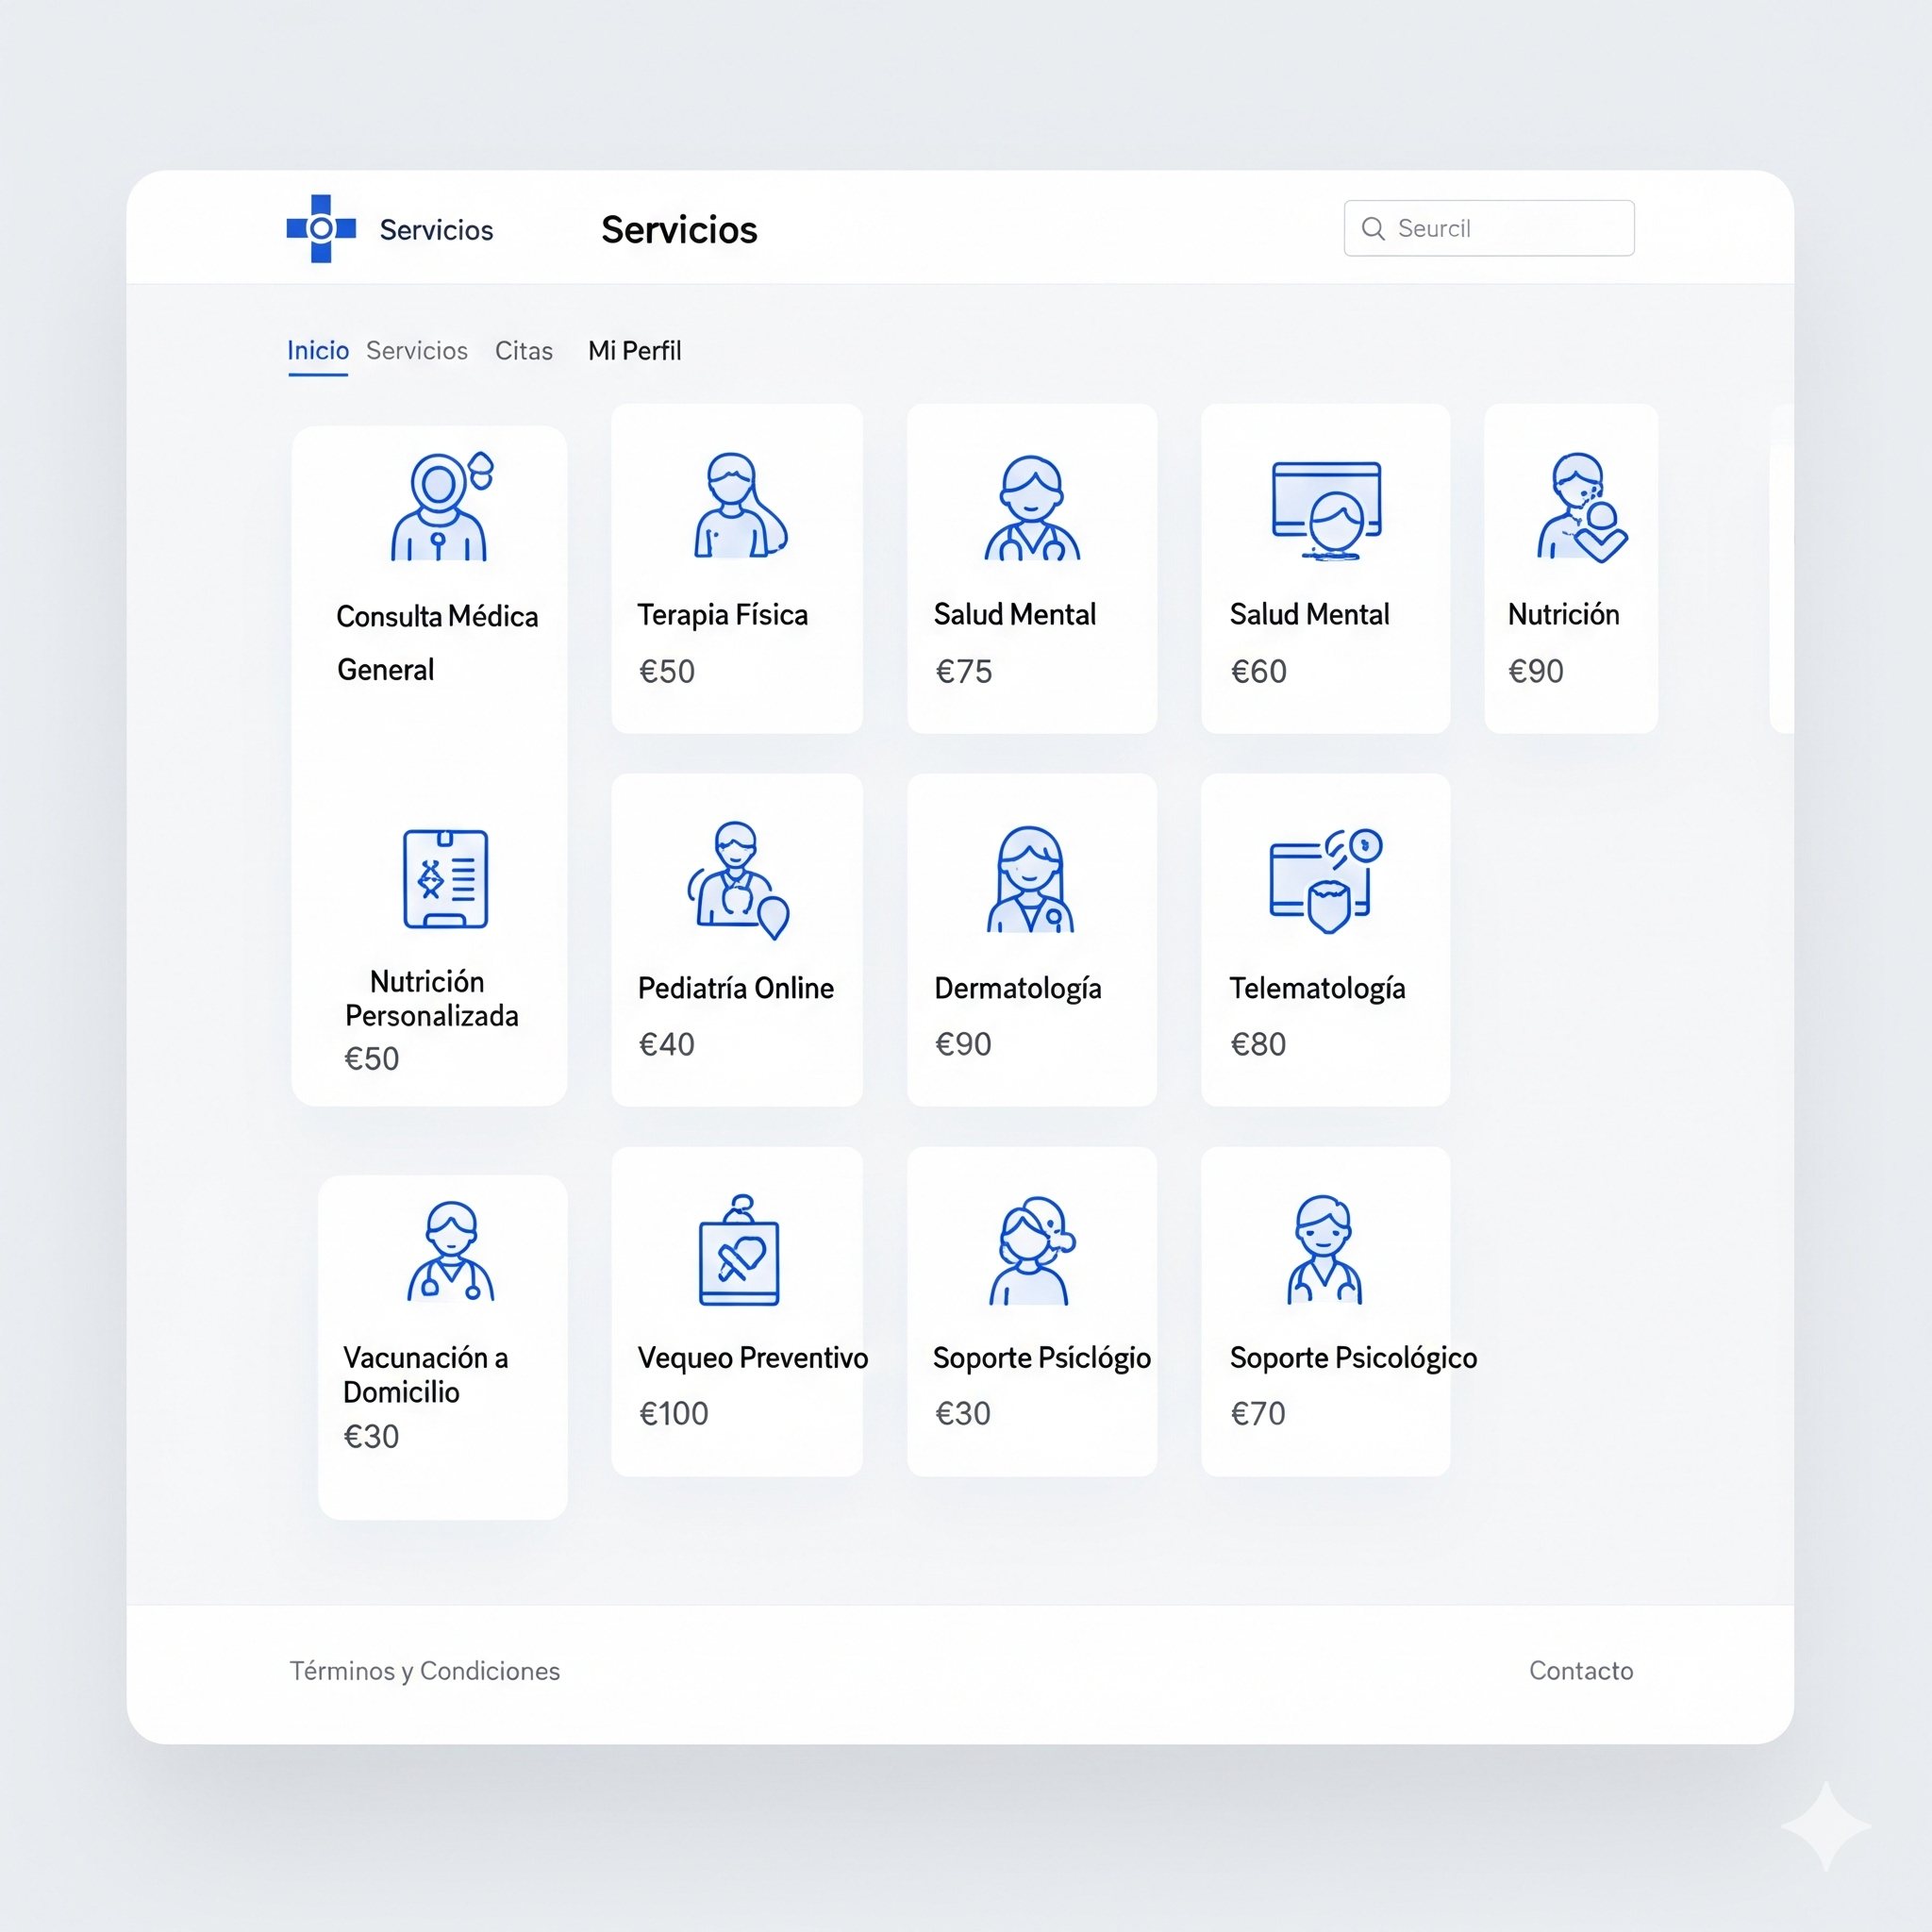 Servicios
Servicios
Seurcil
Inicio Servicios Citas Mi Perfil
Consulta Médica
General
Terapia Física
€50
Salud Mental
€75
Salud Mental
€60
Nutrición
€90
Nutrición
Personalizada
€50
Pediatría Online
€40
Dermatología
€90
Telematología
€80
Vacunación a
Domicilio
€30
Vequeo Preventivo
€100
Soporte Psíclógio
€30
Soporte Psicológico
€70
Términos y Condiciones
Contacto